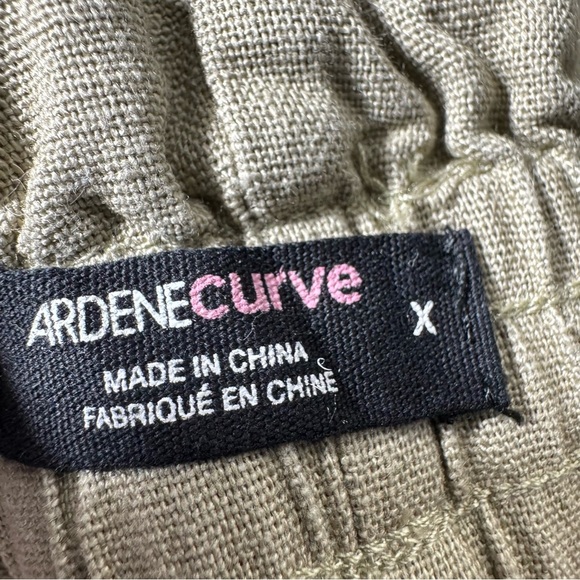 ARDENEcurve X
MADE IN CHINA
FABRIQUÉ EN CHINE